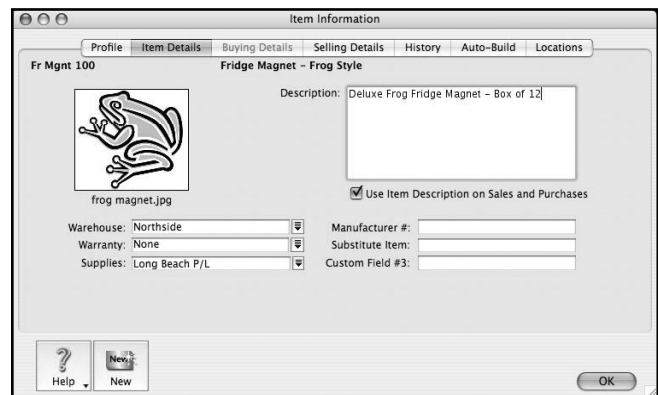 Item Information
Profile Item Details Buying Details Selling Details History Auto-Build Locations
Fr Mgnt 100 Fridge Magnet – Frog Style
Description: Deluxe Frog Fridge Magnet – Box of 12
frog magnet.jpg
Use Item Description on Sales and Purchases
Warehouse: Northside Manufacturer #:
Warranty: None Substitute Item:
Supplies: Long Beach P/L Custom Field #3:
New
Help New OK